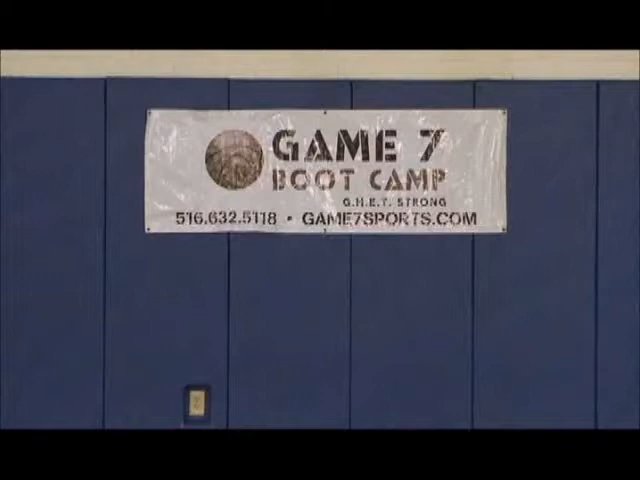 GAME 7
BOOT CAMP
G.H.E.T. STRONG
516.632.5118 • GAME7SPORTS.COM